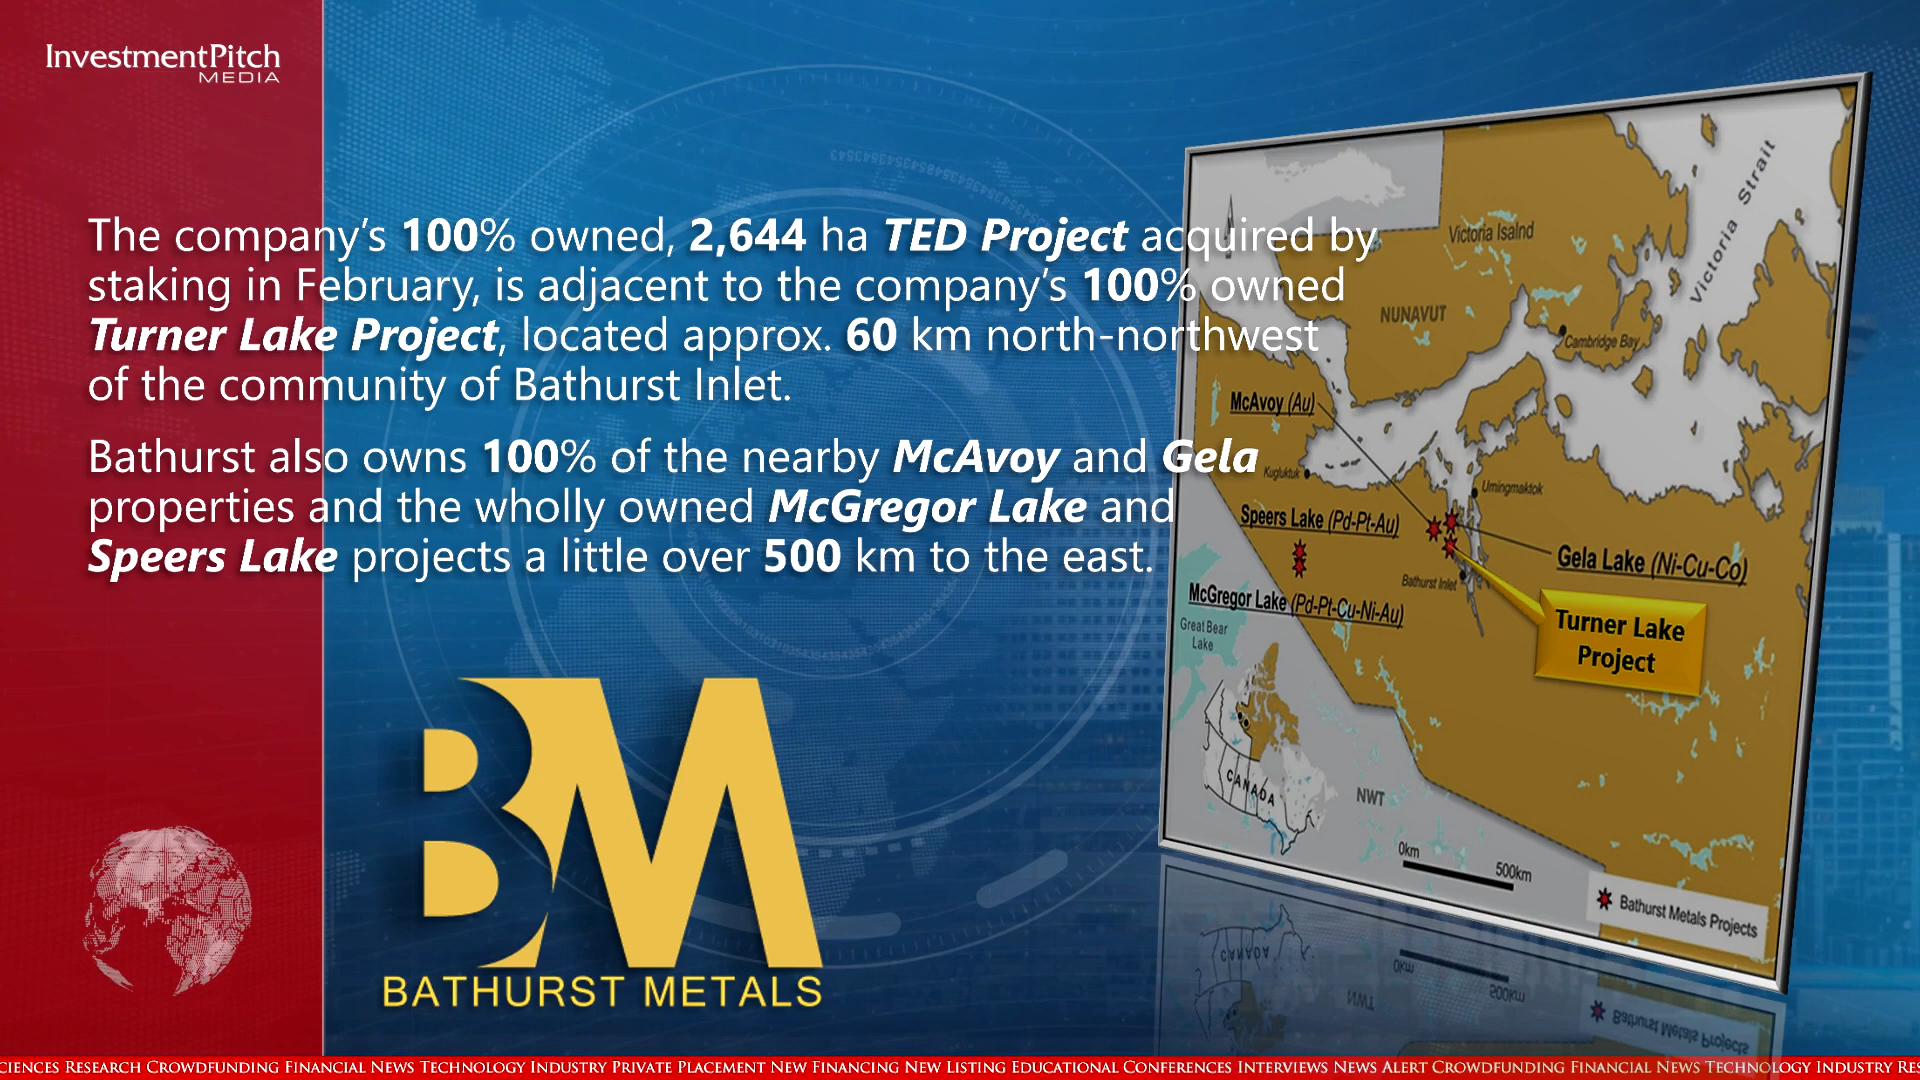 InvestmentPitch
MEDIA
The company's 100% owned, 2,644 ha TED Project acquired by
staking in February, is adjacent to the company's 100% owned
Turner Lake Project, located approx. 60 km north-northwest
of the community of Bathurst Inlet.
Bathurst also owns 100% of the nearby McAvoy and Gela
properties and the wholly owned McGregor Lake and
Speers Lake projects a little over 500 km to the east.
BATHURST METALS
Victoria Strait
Victoria Isalnd
NUNAVUT
Cambridge Bay
McAvoy (Au)
Kugluktuk
Umingmaktok
Speers Lake (Pd-Pt-Au)
Gela Lake (Ni-Cu-Co)
Bathurst Inlet
McGregor Lake (Pd-Pt-Cu-Ni-Au)
Turner Lake
Project
Great Bear
Lake
CANADA
NWT
0km
500km
Bathurst Metals Projects
CIENCES RESEARCH CROWDFUNDING FINANCIAL NEWS TECHNOLOGY INDUSTRY PRIVATE PLACEMENT NEW FINANCING NEW LISTING EDUCATIONAL CONFERENCES INTERVIEWS NEWS ALERT CROWDFUNDING FINANCIAL NEWS TECHNOLOGY INDUSTRY RES